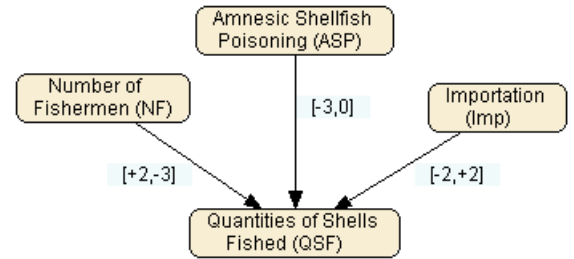 Amnesic Shellfish
Poisoning (ASP)
Number of
Fishermen (NF)
Importation
(Imp)
[-3,0]
[+2,-3]
[-2,+2]
Quantities of Shells
Fished (QSF)